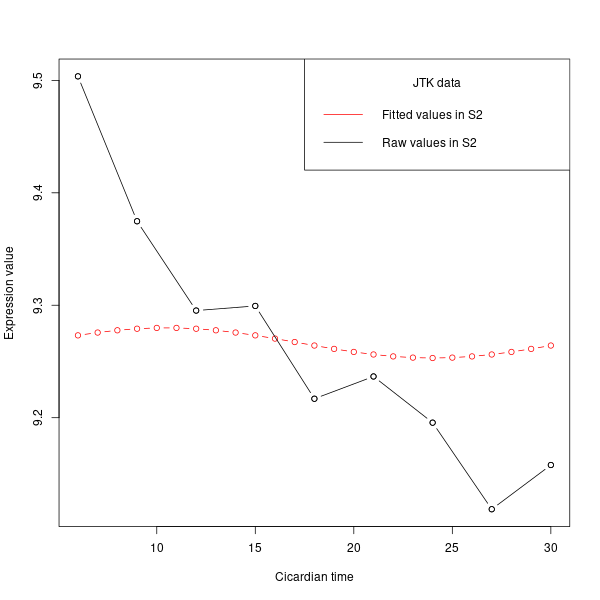 JTK data
Fitted values in S2
Raw values in S2
9.5
9.4
9.3
9.2
Expression value
10 15 20 25 30
Cicardian time